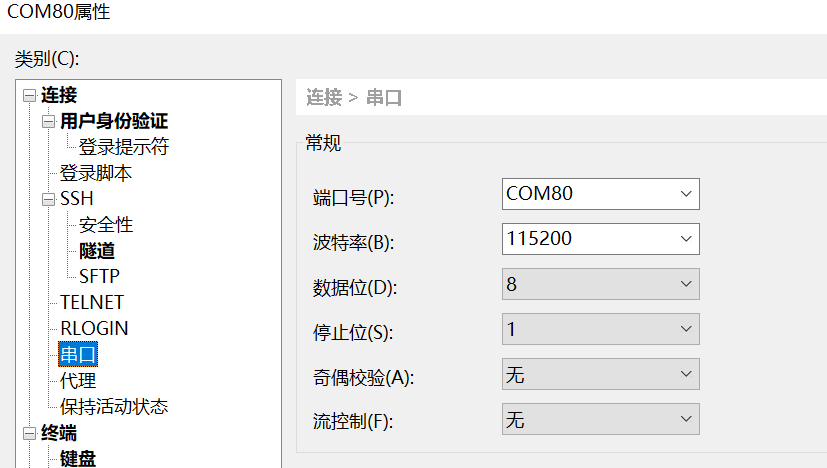 COM80属性
类别(C):
连接
用户身份验证
登录提示符
登录脚本
SSH
安全性
隧道
SFTP
TELNET
RLOGIN
串口
代理
保持活动状态
终端
键盘
连接 > 串口
常规
端口号(P): COM80
波特率(B): 115200
数据位(D): 8
停止位(S): 1
奇偶校验(A): 无
流控制(F): 无